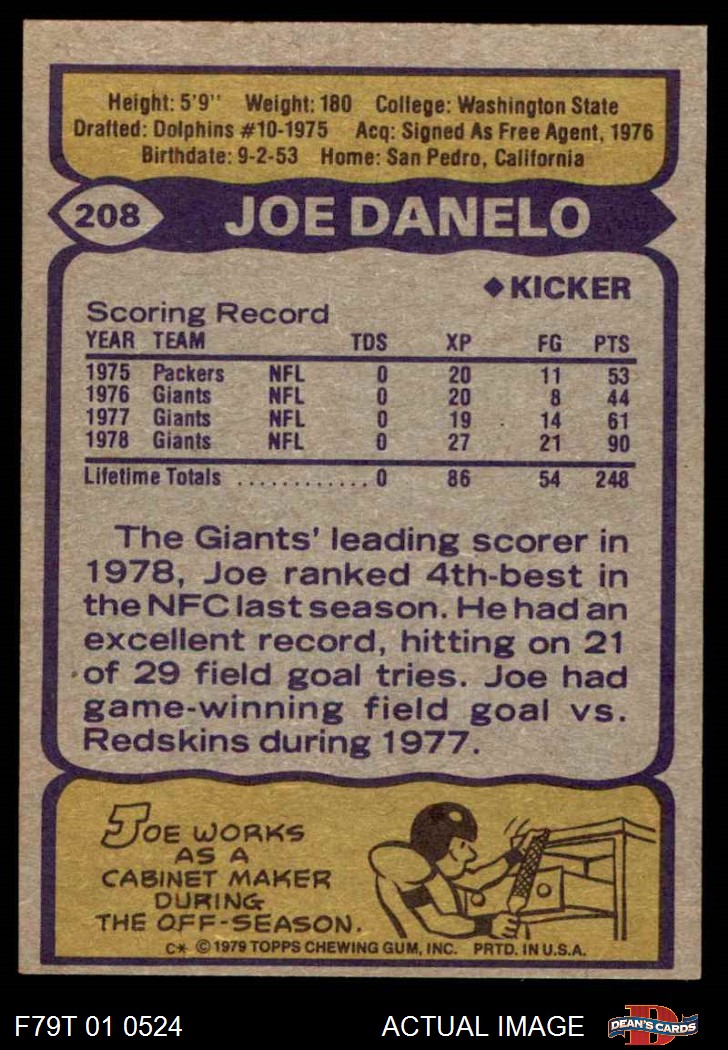 Height: 5'9" Weight: 180 College: Washington State
Drafted: Dolphins #10-1975 Acq: Signed As Free Agent, 1976
Birthdate: 9-2-53 Home: San Pedro, California
208 JOE DANELO
◆ KICKER
Scoring Record
YEAR TEAM TDS XP FG PTS
1975 Packers NFL 0 20 11 53
1976 Giants NFL 0 20 8 44
1977 Giants NFL 0 19 14 61
1978 Giants NFL 0 27 21 90
Lifetime Totals ............ 0 86 54 248
The Giants' leading scorer in
1978, Joe ranked 4th-best in
the NFC last season. He had an
excellent record, hitting on 21
of 29 field goal tries. Joe had
game-winning field goal vs.
Redskins during 1977.
JOE WORKS
AS A
CABINET MAKER
DURING
THE OFF-SEASON.
C* © 1979 TOPPS CHEWING GUM, INC. PRTD. IN U.S.A.
F79T 01 0524 ACTUAL IMAGE D DEAN'S CARDS